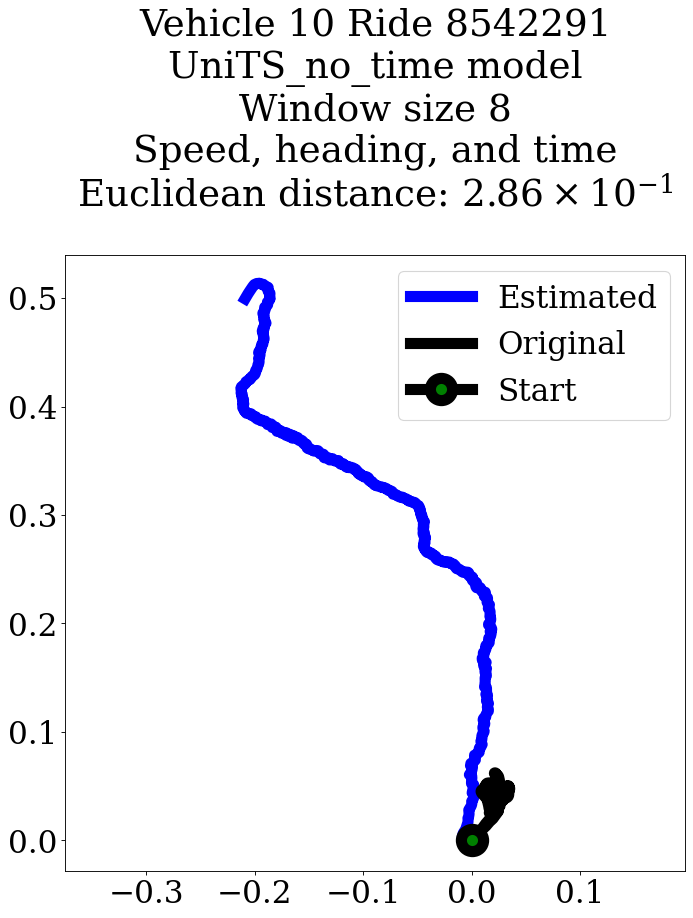 Vehicle 10 Ride 8542291
UniTS_no_time model
Window size 8
Speed, heading, and time
Euclidean distance: 2.86 × 10⁻¹
Estimated
Original
Start
0.5
0.4
0.3
0.2
0.1
0.0
−0.3 −0.2 −0.1 0.0 0.1